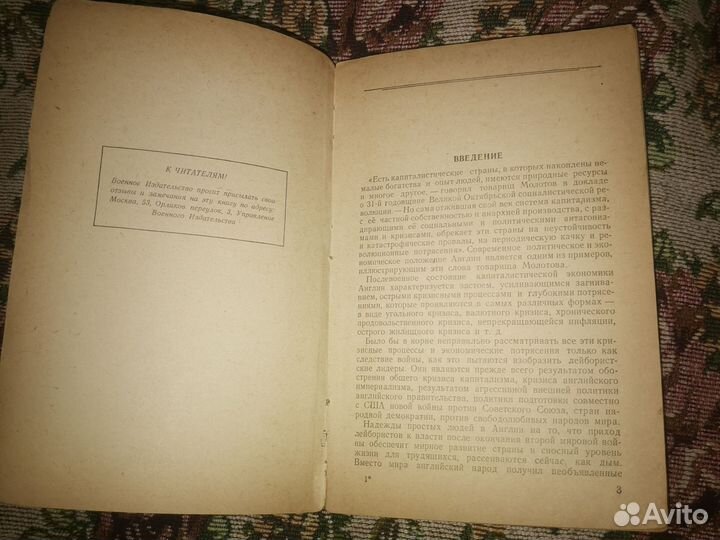 К ЧИТАТЕЛЯМ!
Военное Издательство просит присылать свои
отзывы и замечания на эту книгу по адресу:
Москва, 53, Орликов переулок, 3, Управление
Военного Издательства
ВВЕДЕНИЕ
«Есть капиталистические страны, в которых накоплены не-
малые богатства и опыт людей, имеются природные ресурсы
и многое другое, — говорил товарищ Молотов в докладе
о 31-й годовщине Великой Октябрьской социалистической ре-
волюции. — Но сама отжившая свой век система капитализма,
с её частной собственностью и анархией производства, с раз-
дирающими её социальными и политическими антагониз-
мами и кризисами, обрекает эти страны на неустойчивость
и катастрофические провалы, на периодическую качку и ре-
волюционные потрясения». Современное политическое и эко-
номическое положение Англии является одним из примеров,
иллюстрирующим эти слова товарища Молотова.
Послевоенное состояние капиталистической экономики
Англии характеризуется застоем, усиливающимся загнива-
нием, острыми кризисными процессами и глубокими потрясе-
ниями, которые проявляются в самых различных формах —
в виде угольного кризиса, валютного кризиса, хронического
продовольственного кризиса, непрекращающейся инфляции,
острого жилищного кризиса и т. д.
Было бы в корне неправильно рассматривать все эти кри-
зисные процессы и экономические потрясения только как
следствие войны, как это пытаются изобразить лейборист-
ские лидеры. Они являются прежде всего результатом обо-
стрения общего кризиса капитализма, кризиса английского
империализма, результатом агрессивной внешней политики
английского правительства, политики подготовки совместно
с США новой войны против Советского Союза, стран на-
родной демократии, против свободолюбивых народов мира.
Надежды простых людей в Англии на то, что приход
лейбористов к власти после окончания второй мировой вой-
ны обеспечит мирное развитие страны и сносный уровень
жизни для трудящихся, рассеиваются сейчас, как дым.
Вместо мира английский народ получил необъявленные
1*
3
Avito